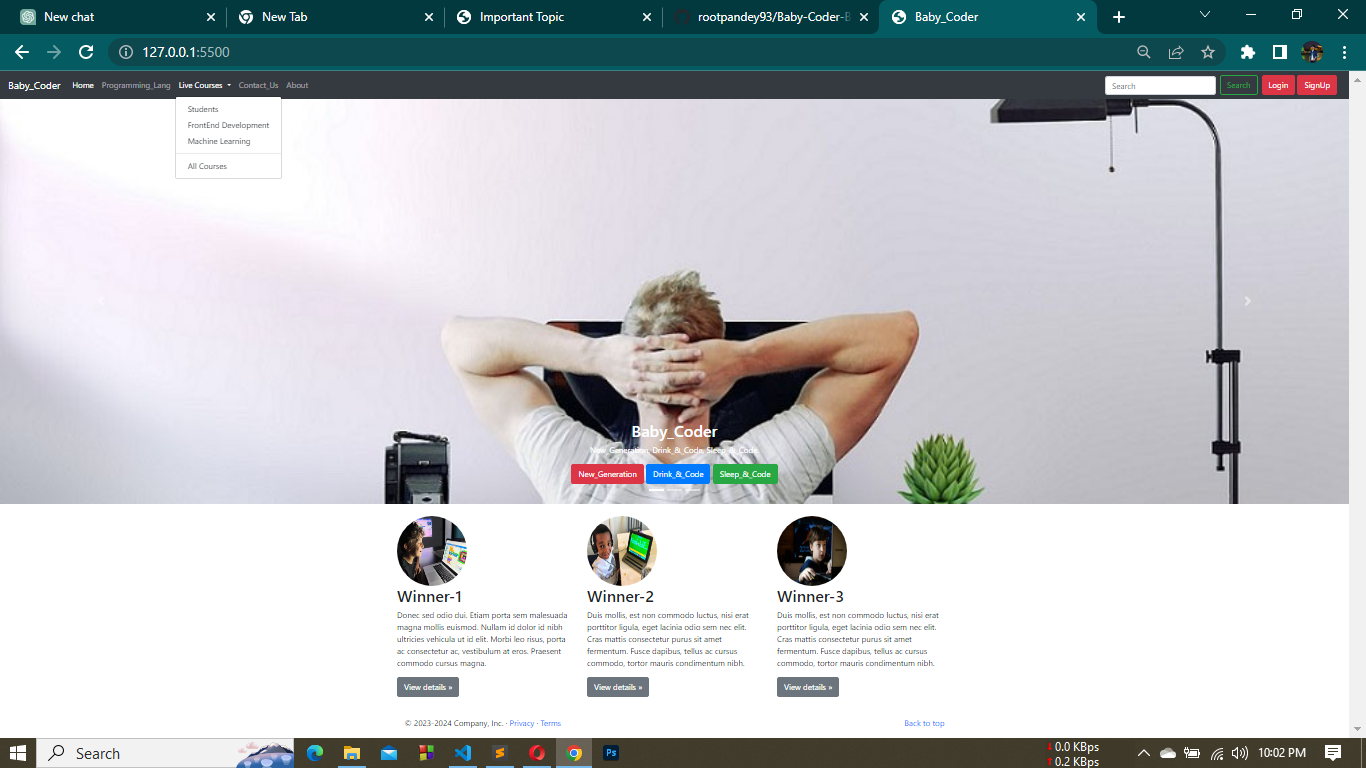 New chat
New Tab
Important Topic
rootpandey93/Baby-Coder-B
Baby_Coder
127.0.0.1:5500
Baby_Coder Home Programming_Lang Live Courses Contact_Us About Search Search Login SignUp
Students
FrontEnd Development
Machine Learning
All Courses
Baby_Coder
New_Generation, Drink_&_Code, Sleep_&_Code.
New_Generation Drink_&_Code Sleep_&_Code
Winner-1
Donec sed odio dui. Etiam porta sem malesuada
magna mollis euismod. Nullam id dolor id nibh
ultricies vehicula ut id elit. Morbi leo risus, porta
ac consectetur ac, vestibulum at eros. Praesent
commodo cursus magna.
View details »
Winner-2
Duis mollis, est non commodo luctus, nisi erat
porttitor ligula, eget lacinia odio sem nec elit.
Cras mattis consectetur purus sit amet
fermentum. Fusce dapibus, tellus ac cursus
commodo, tortor mauris condimentum nibh.
View details »
Winner-3
Duis mollis, est non commodo luctus, nisi erat
porttitor ligula, eget lacinia odio sem nec elit.
Cras mattis consectetur purus sit amet
fermentum. Fusce dapibus, tellus ac cursus
commodo, tortor mauris condimentum nibh.
View details »
© 2023-2024 Company, Inc. · Privacy · Terms
Back to top
Search
Ps
0.0 KBps
0.2 KBps
10:02 PM